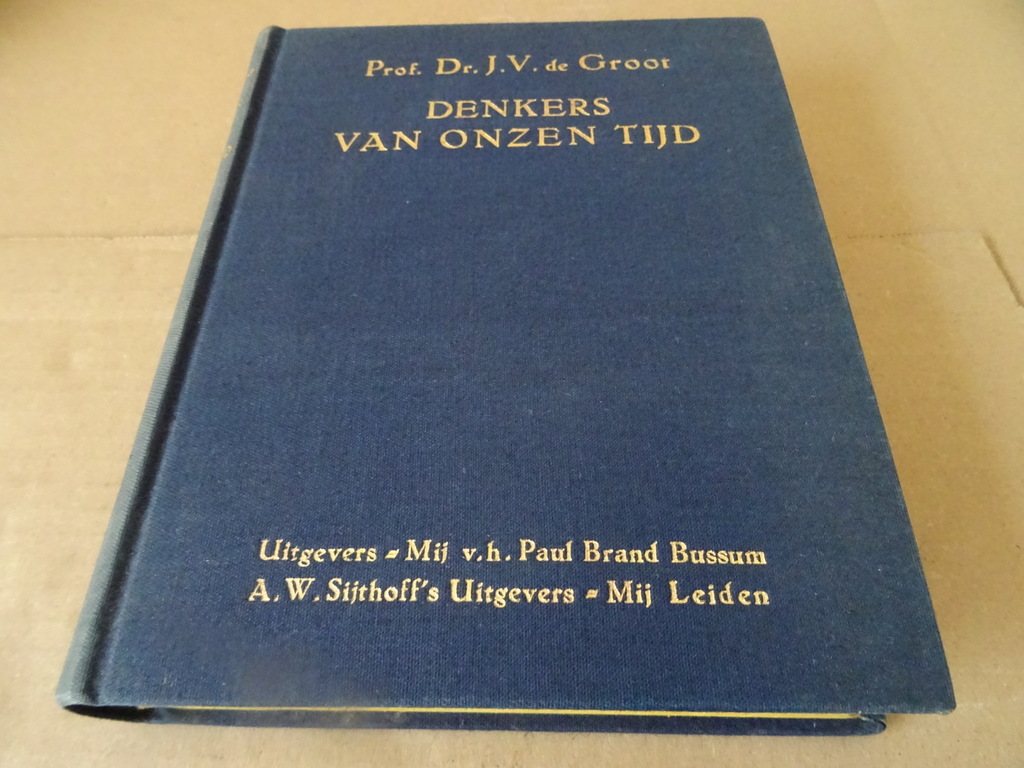 Prof. Dr. J. V. de Groot
DENKERS
VAN ONZEN TIJD
Uitgevers - Mij v.h. Paul Brand Bussum
A. W. Sijthoff's Uitgevers - Mij Leiden